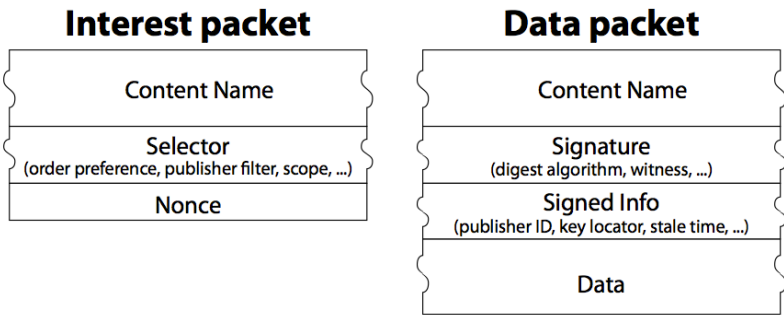 Interest packet
Content Name
Selector
(order preference, publisher filter, scope, ...)
Nonce
Data packet
Content Name
Signature
(digest algorithm, witness, ...)
Signed Info
(publisher ID, key locator, stale time, ...)
Data